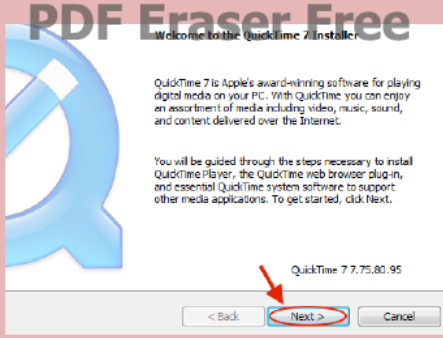 PDF Eraser Free
Welcome to the QuickTime 7 Installer
QuickTime 7 is Apple's award-winning software for playing
digital media on your PC. With QuickTime you can enjoy
an assortment of media including video, music, sound,
and content delivered over the Internet.
You will be guided through the steps necessary to install
QuickTime Player, the QuickTime web browser plug-in,
and essential QuickTime system software to support
other media applications. To get started, click Next.
QuickTime 7 7.75.80.95
< Back Next > Cancel